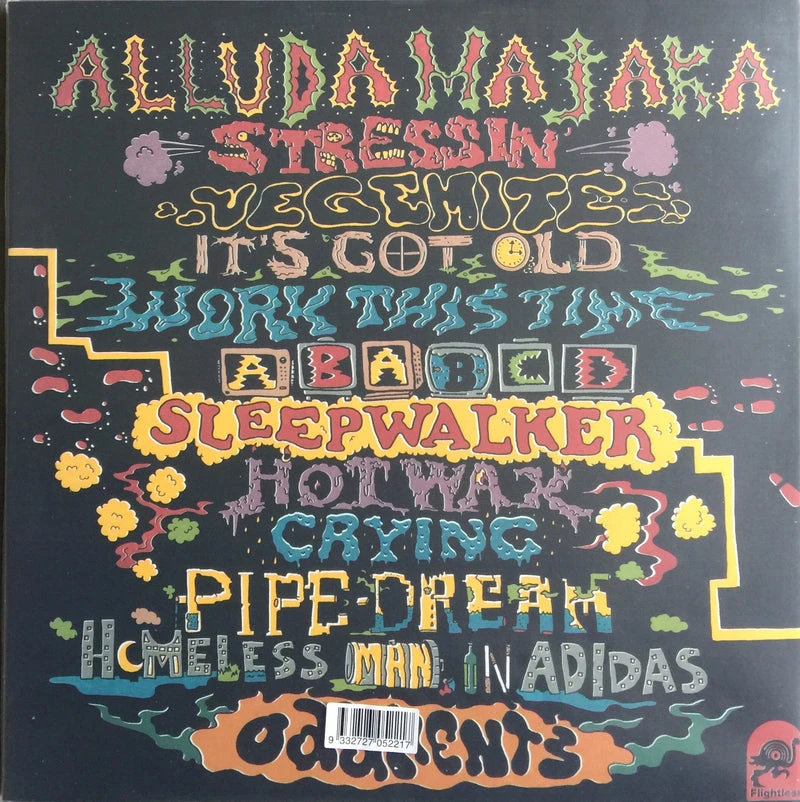 ALLUDA MAJAKA
STRESSIN'
VEGEMITE
IT'S GOT OLD
WORK THIS TIME
ABABCD
SLEEPWALKER
HOT WAX
CRYING
PIPE-DREAM
HOMELESS MAN IN ADIDAS
9 332727 052217
Flightless